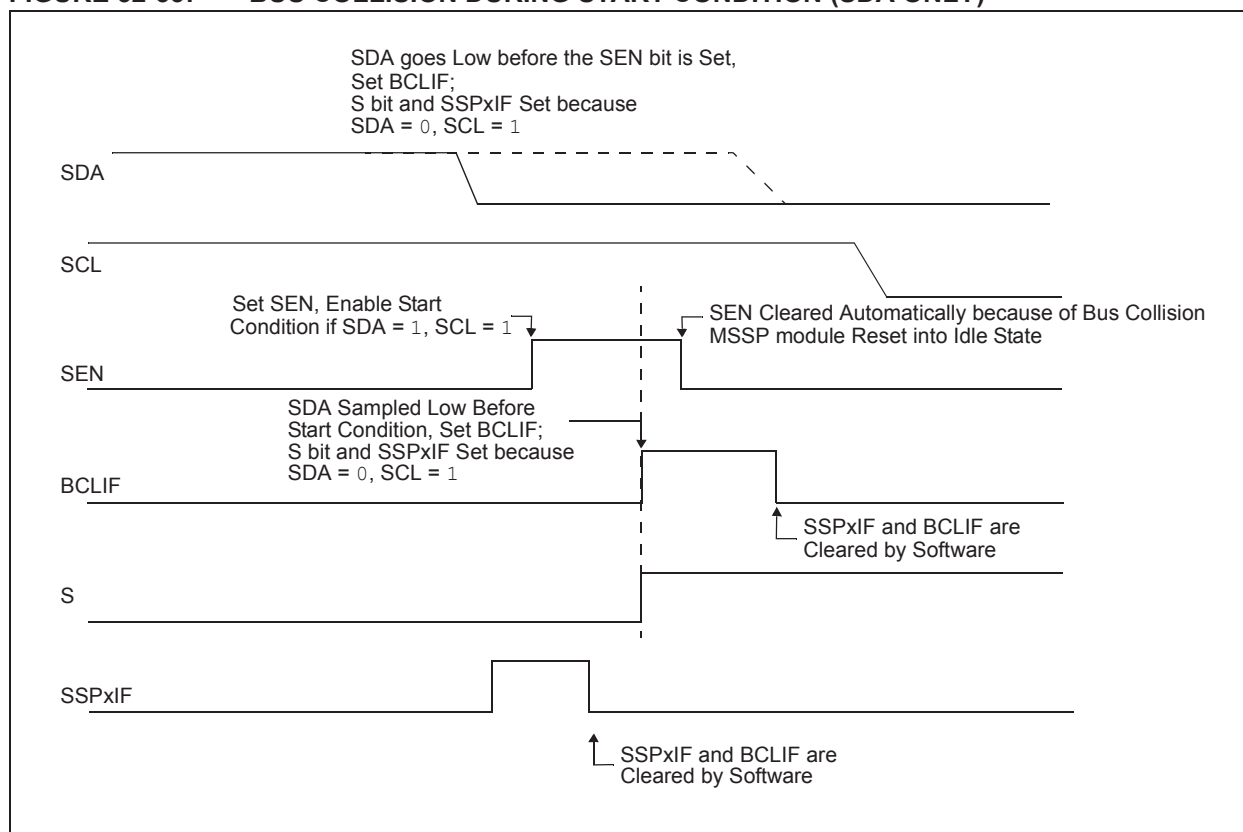 SDA goes Low before the SEN bit is Set,
Set BCLIF;
S bit and SSPxIF Set because
SDA = 0, SCL = 1
SDA
SCL
Set SEN, Enable Start
Condition if SDA = 1, SCL = 1
SEN Cleared Automatically because of Bus Collision
MSSP module Reset into Idle State
SEN
SDA Sampled Low Before
Start Condition, Set BCLIF;
S bit and SSPxIF Set because
SDA = 0, SCL = 1
BCLIF
SSPxIF and BCLIF are
Cleared by Software
S
SSPxIF
SSPxIF and BCLIF are
Cleared by Software